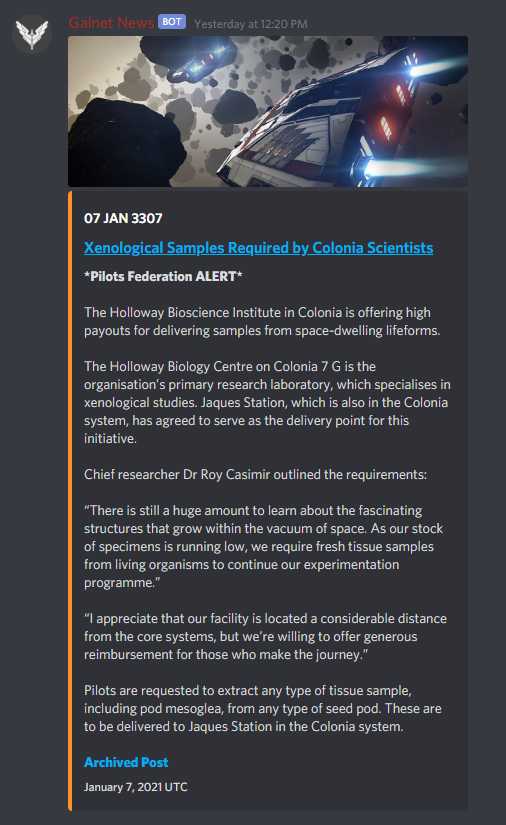 Galnet News BOT Yesterday at 12:20 PM
07 JAN 3307
Xenological Samples Required by Colonia Scientists
*Pilots Federation ALERT*
The Holloway Bioscience Institute in Colonia is offering high
payouts for delivering samples from space-dwelling lifeforms.
The Holloway Biology Centre on Colonia 7 G is the
organisation's primary research laboratory, which specialises in
xenological studies. Jaques Station, which is also in the Colonia
system, has agreed to serve as the delivery point for this
initiative.
Chief researcher Dr Roy Casimir outlined the requirements:
“There is still a huge amount to learn about the fascinating
structures that grow within the vacuum of space. As our stock
of specimens is running low, we require fresh tissue samples
from living organisms to continue our experimentation
programme.”
“I appreciate that our facility is located a considerable distance
from the core systems, but we're willing to offer generous
reimbursement for those who make the journey.”
Pilots are requested to extract any type of tissue sample,
including pod mesoglea, from any type of seed pod. These are
to be delivered to Jaques Station in the Colonia system.
Archived Post
January 7, 2021 UTC